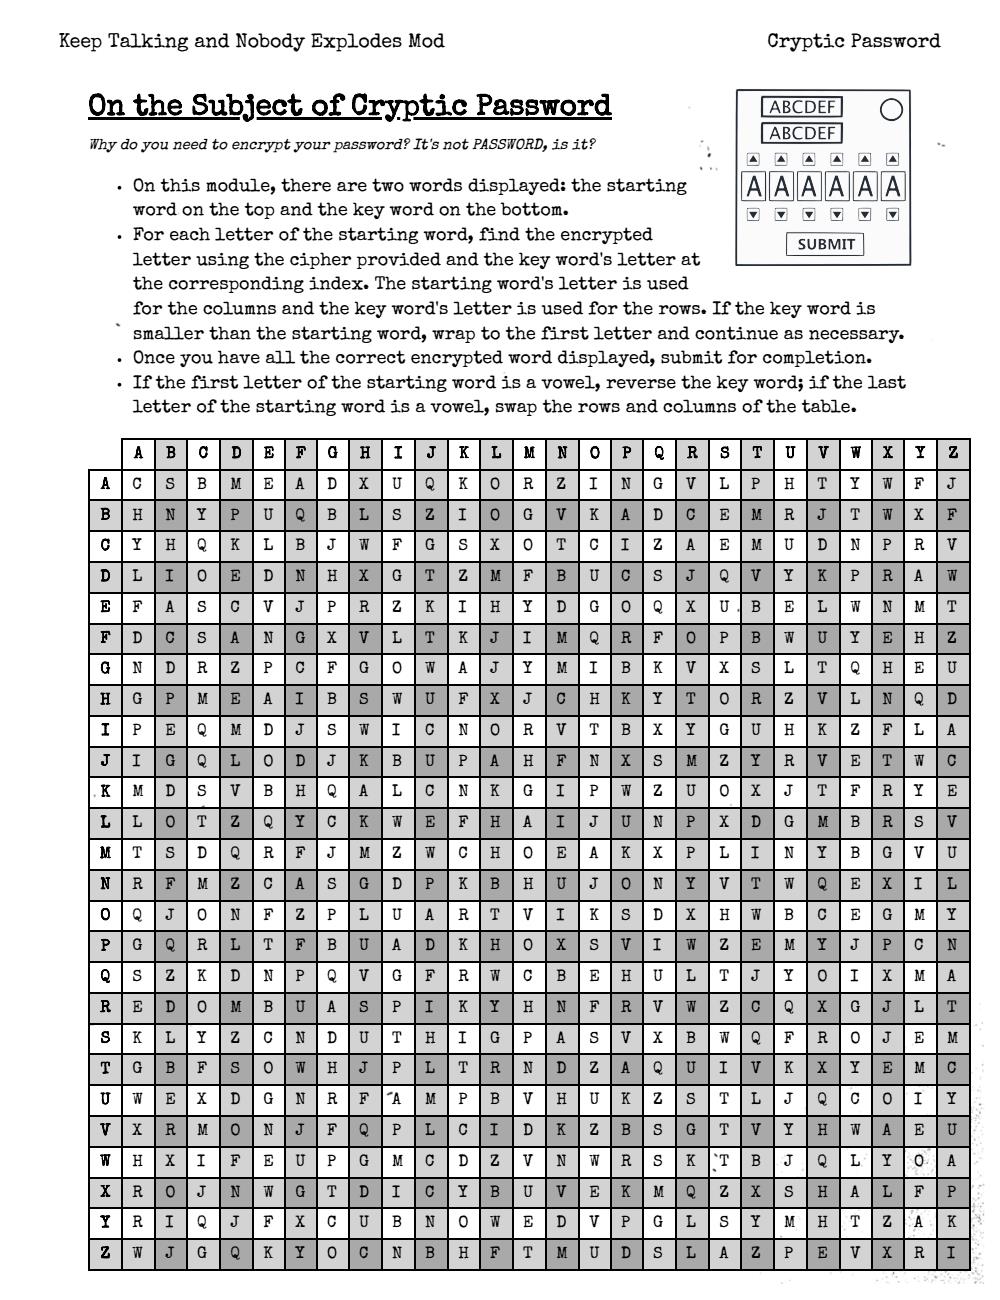 Keep Talking and Nobody Explodes Mod Cryptic Password
On the Subject of Cryptic Password
Why do you need to encrypt your password? It's not PASSWORD, is it?
ABCDEF
ABCDEF
A A A A A A
SUBMIT
• On this module, there are two words displayed: the starting
word on the top and the key word on the bottom.
• For each letter of the starting word, find the encrypted
letter using the cipher provided and the key word's letter at
the corresponding index. The starting word's letter is used
for the columns and the key word's letter is used for the rows. If the key word is
smaller than the starting word, wrap to the first letter and continue as necessary.
• Once you have all the correct encrypted word displayed, submit for completion.
• If the first letter of the starting word is a vowel, reverse the key word; if the last
letter of the starting word is a vowel, swap the rows and columns of the table.
A B C D E F G H I J K L M N O P Q R S T U V W X Y Z
A C S B M E A D X U Q K O R Z I N G V L P H T Y W F J
B H N Y P U Q B L S Z I O G V K A D C E M R J T W X F
C Y H Q K L B J W F G S X O T C I Z A E M U D N P R V
D L I O E D N H X G T Z M F B U C S J Q V Y K P R A W
E F A S C V J P R Z K I H Y D G O Q X U B E L W N M T
F D C S A N G X V L T K J I M Q R F O P B W U Y E H Z
G N D R Z P C F G O W A J Y M I B K V X S L T Q H E U
H G P M E A I B S W U F X J C H K Y T O R Z V L N Q D
I P E Q M D J S W I C N O R V T B X Y G U H K Z F L A
J I G Q L O D J K B U P A H F N X S M Z Y R V E T W C
K M D S V B H Q A L C N K G I P W Z U O X J T F R Y E
L L O T Z Q Y C K W E F H A I J U N P X D G M B R S V
M T S D Q R F J M Z W C H O E A K X P L I N Y B G V U
N R F M Z C A S G D P K B H U J O N Y V T W Q E X I L
O Q J O N F Z P L U A R T V I K S D X H W B C E G M Y
P G Q R L T F B U A D K H O X S V I W Z E M Y J P C N
Q S Z K D N P Q V G F R W C B E H U L T J Y O I X M A
R E D O M B U A S P I K Y H N F R V W Z C Q X G J L T
S K L Y Z C N D U T H I G P A S V X B W Q F R O J E M
T G B F S O W H J P L T R N D Z A Q U I V K X Y E M C
U W E X D G N R F A M P B V H U K Z S T L J Q C O I Y
V X R M O N J F Q P L C I D K Z B S G T V Y H W A E U
W H X I F E U P G M C D Z V N W R S K T B J Q L Y O A
X R O J N W G T D I C Y B U V E K M Q Z X S H A L F P
Y R I Q J F X C U B N O W E D V P G L S Y M H T Z A K
Z W J G Q K Y O C N B H F T M U D S L A Z P E V X R I